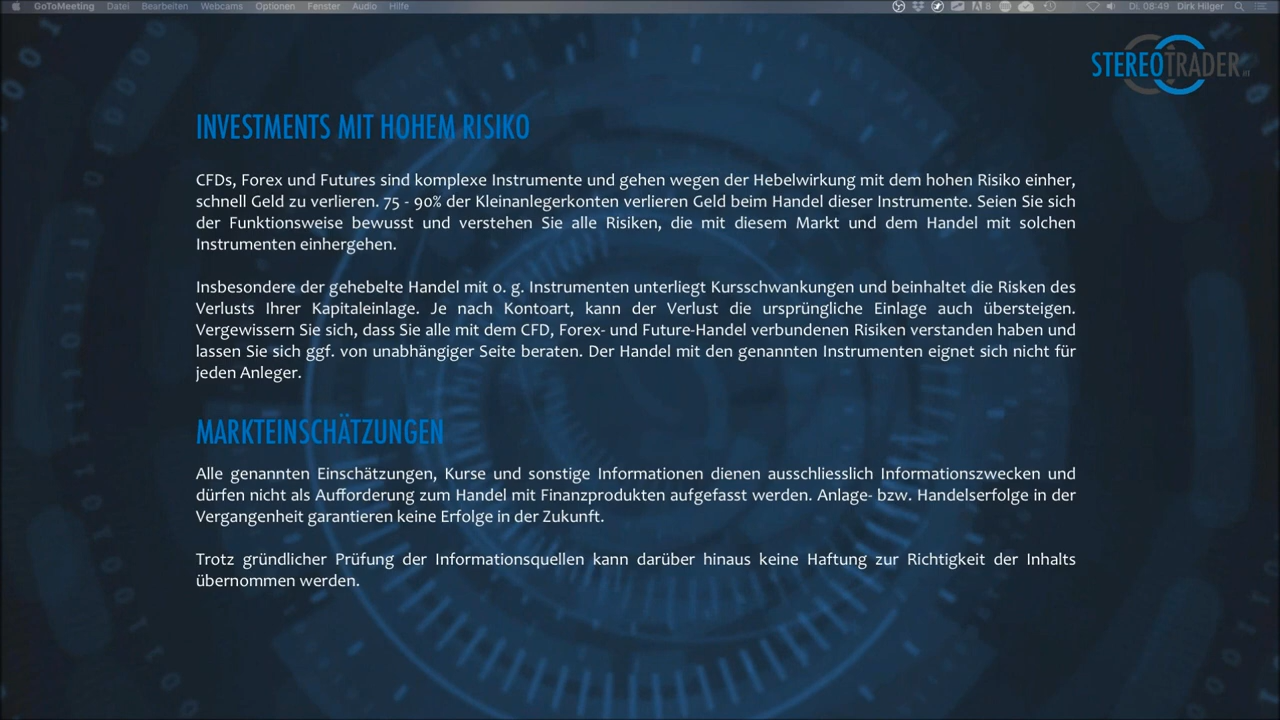 GoToMeeting Datei Bearbeiten Webcams Optionen Fenster Audio Hilfe 8 Di. 08:49 Dirk Hilger
STEREOTRADER
INVESTMENTS MIT HOHEM RISIKO
CFDs, Forex und Futures sind komplexe Instrumente und gehen wegen der Hebelwirkung mit dem hohen Risiko einher,
schnell Geld zu verlieren. 75 - 90% der Kleinanlegerkonten verlieren Geld beim Handel dieser Instrumente. Seien Sie sich
der Funktionsweise bewusst und verstehen Sie alle Risiken, die mit diesem Markt und dem Handel mit solchen
Instrumenten einhergehen.
Insbesondere der gehebelte Handel mit o. g. Instrumenten unterliegt Kursschwankungen und beinhaltet die Risiken des
Verlusts Ihrer Kapitaleinlage. Je nach Kontoart, kann der Verlust die ursprüngliche Einlage auch übersteigen.
Vergewissern Sie sich, dass Sie alle mit dem CFD, Forex- und Future-Handel verbundenen Risiken verstanden haben und
lassen Sie sich ggf. von unabhängiger Seite beraten. Der Handel mit den genannten Instrumenten eignet sich nicht für
jeden Anleger.
MARKTEINSCHÄTZUNGEN
Alle genannten Einschätzungen, Kurse und sonstige Informationen dienen ausschliesslich Informationszwecken und
dürfen nicht als Aufforderung zum Handel mit Finanzprodukten aufgefasst werden. Anlage- bzw. Handelserfolge in der
Vergangenheit garantieren keine Erfolge in der Zukunft.
Trotz gründlicher Prüfung der Informationsquellen kann darüber hinaus keine Haftung zur Richtigkeit der Inhalts
übernommen werden.